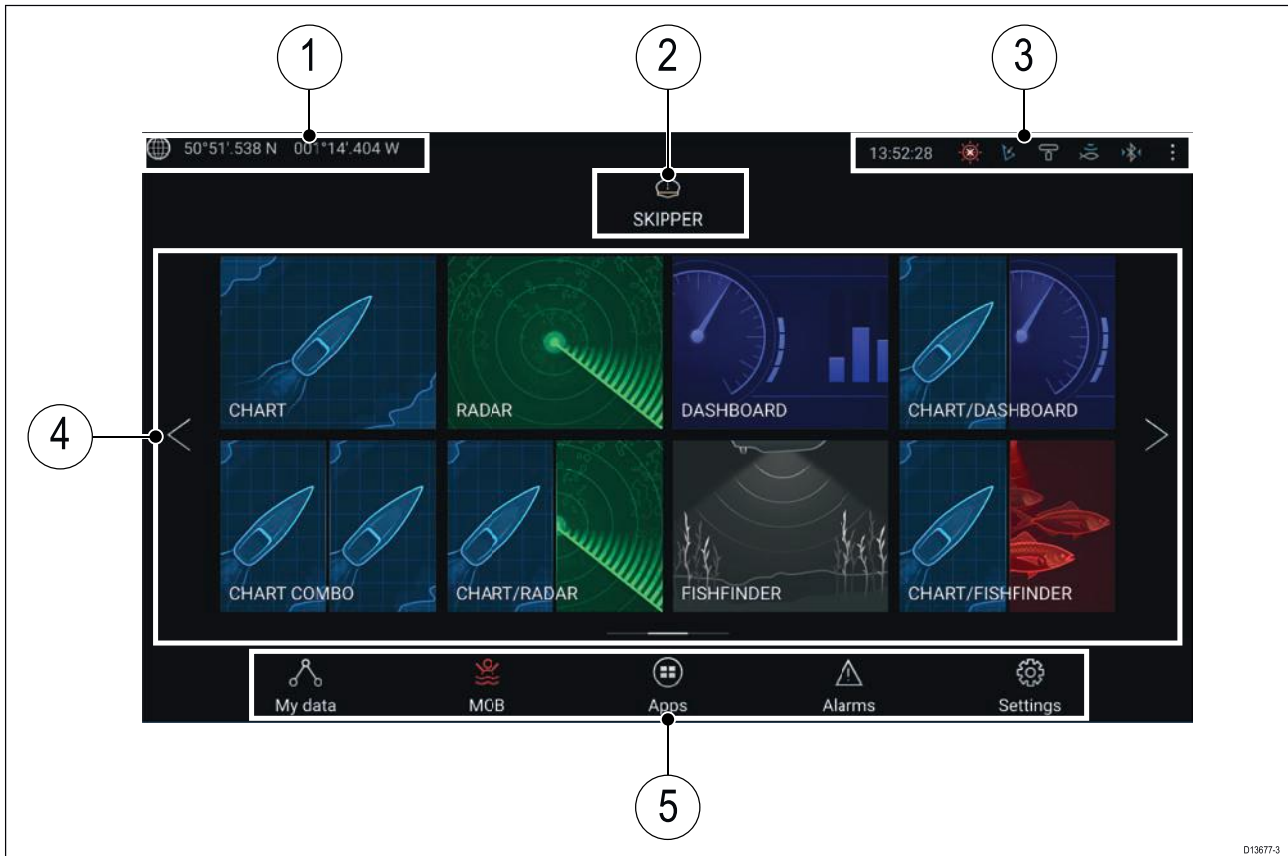 1
2
3
50°51'.538 N 001°14'.404 W
13:52:28
SKIPPER
CHART
RADAR
DASHBOARD
CHART/DASHBOARD
4
CHART COMBO
CHART/RADAR
FISHFINDER
CHART/FISHFINDER
My data
MOB
Apps
Alarms
Settings
5
D13677-3